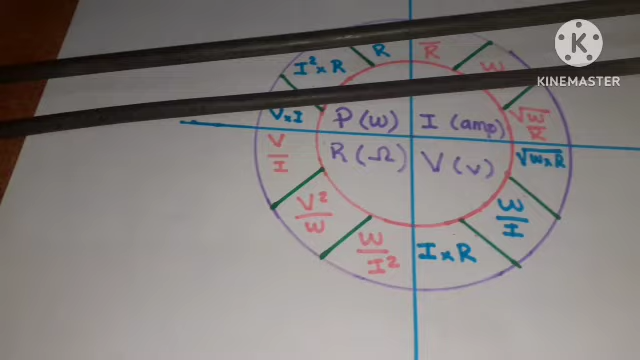 R
R
I² x R
W
V x I
P (w)
I (amp)
√W/R
V/I
R (Ω)
V (v)
√W x R
V²/W
W/I
W/I²
I x R
K
KINEMASTER